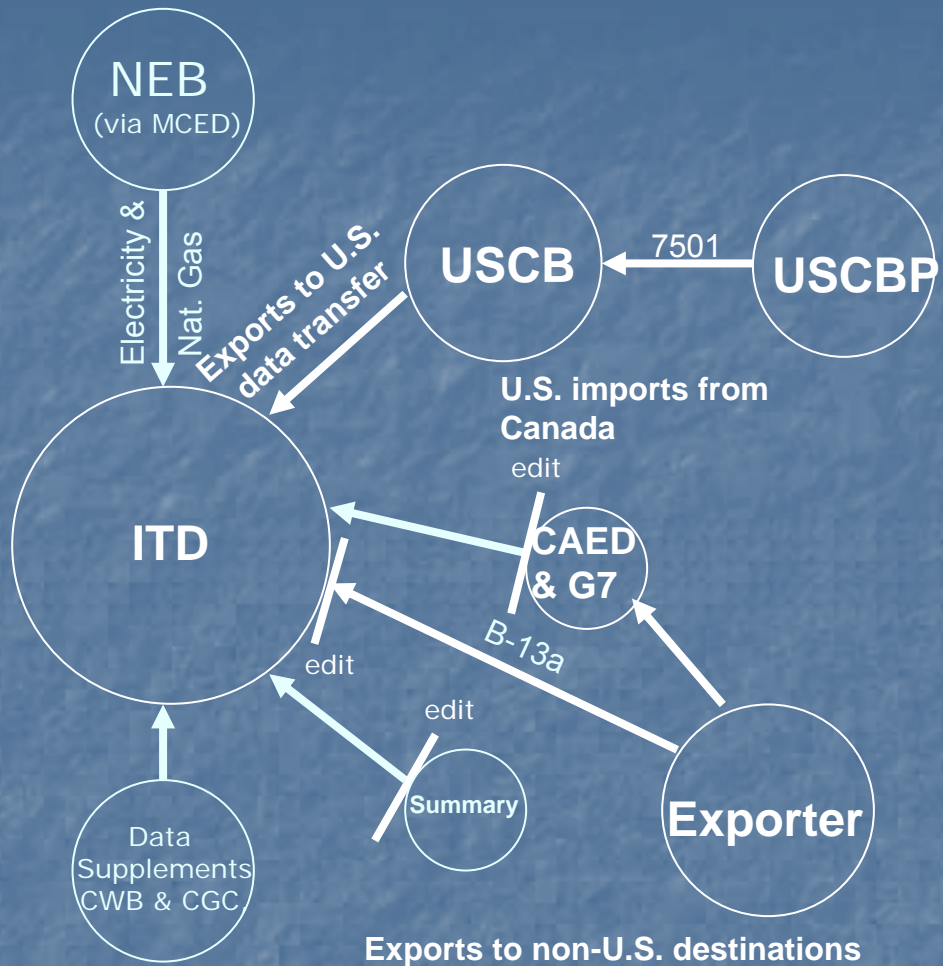 NEB
(via MCED)
Electricity &
Nat. Gas
Exports to U.S.
data transfer
USCB
7501
USCBP
U.S. imports from
Canada
edit
ITD
CAED
& G7
B-13a
edit
edit
Summary
Exporter
Data
Supplements
CWB & CGC.
Exports to non-U.S. destinations